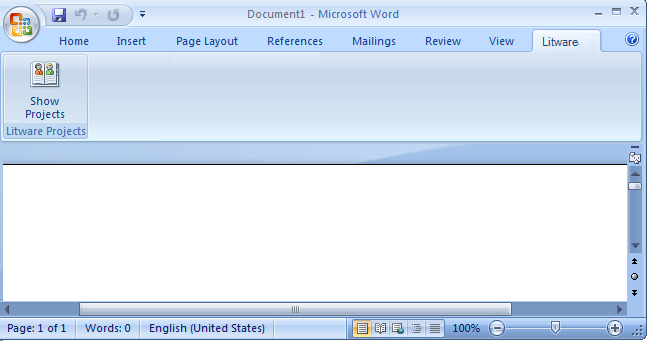 Document1 - Microsoft Word
Home Insert Page Layout References Mailings Review View Litware
Show
Projects
Litware Projects
Page: 1 of 1 Words: 0 English (United States) 100%